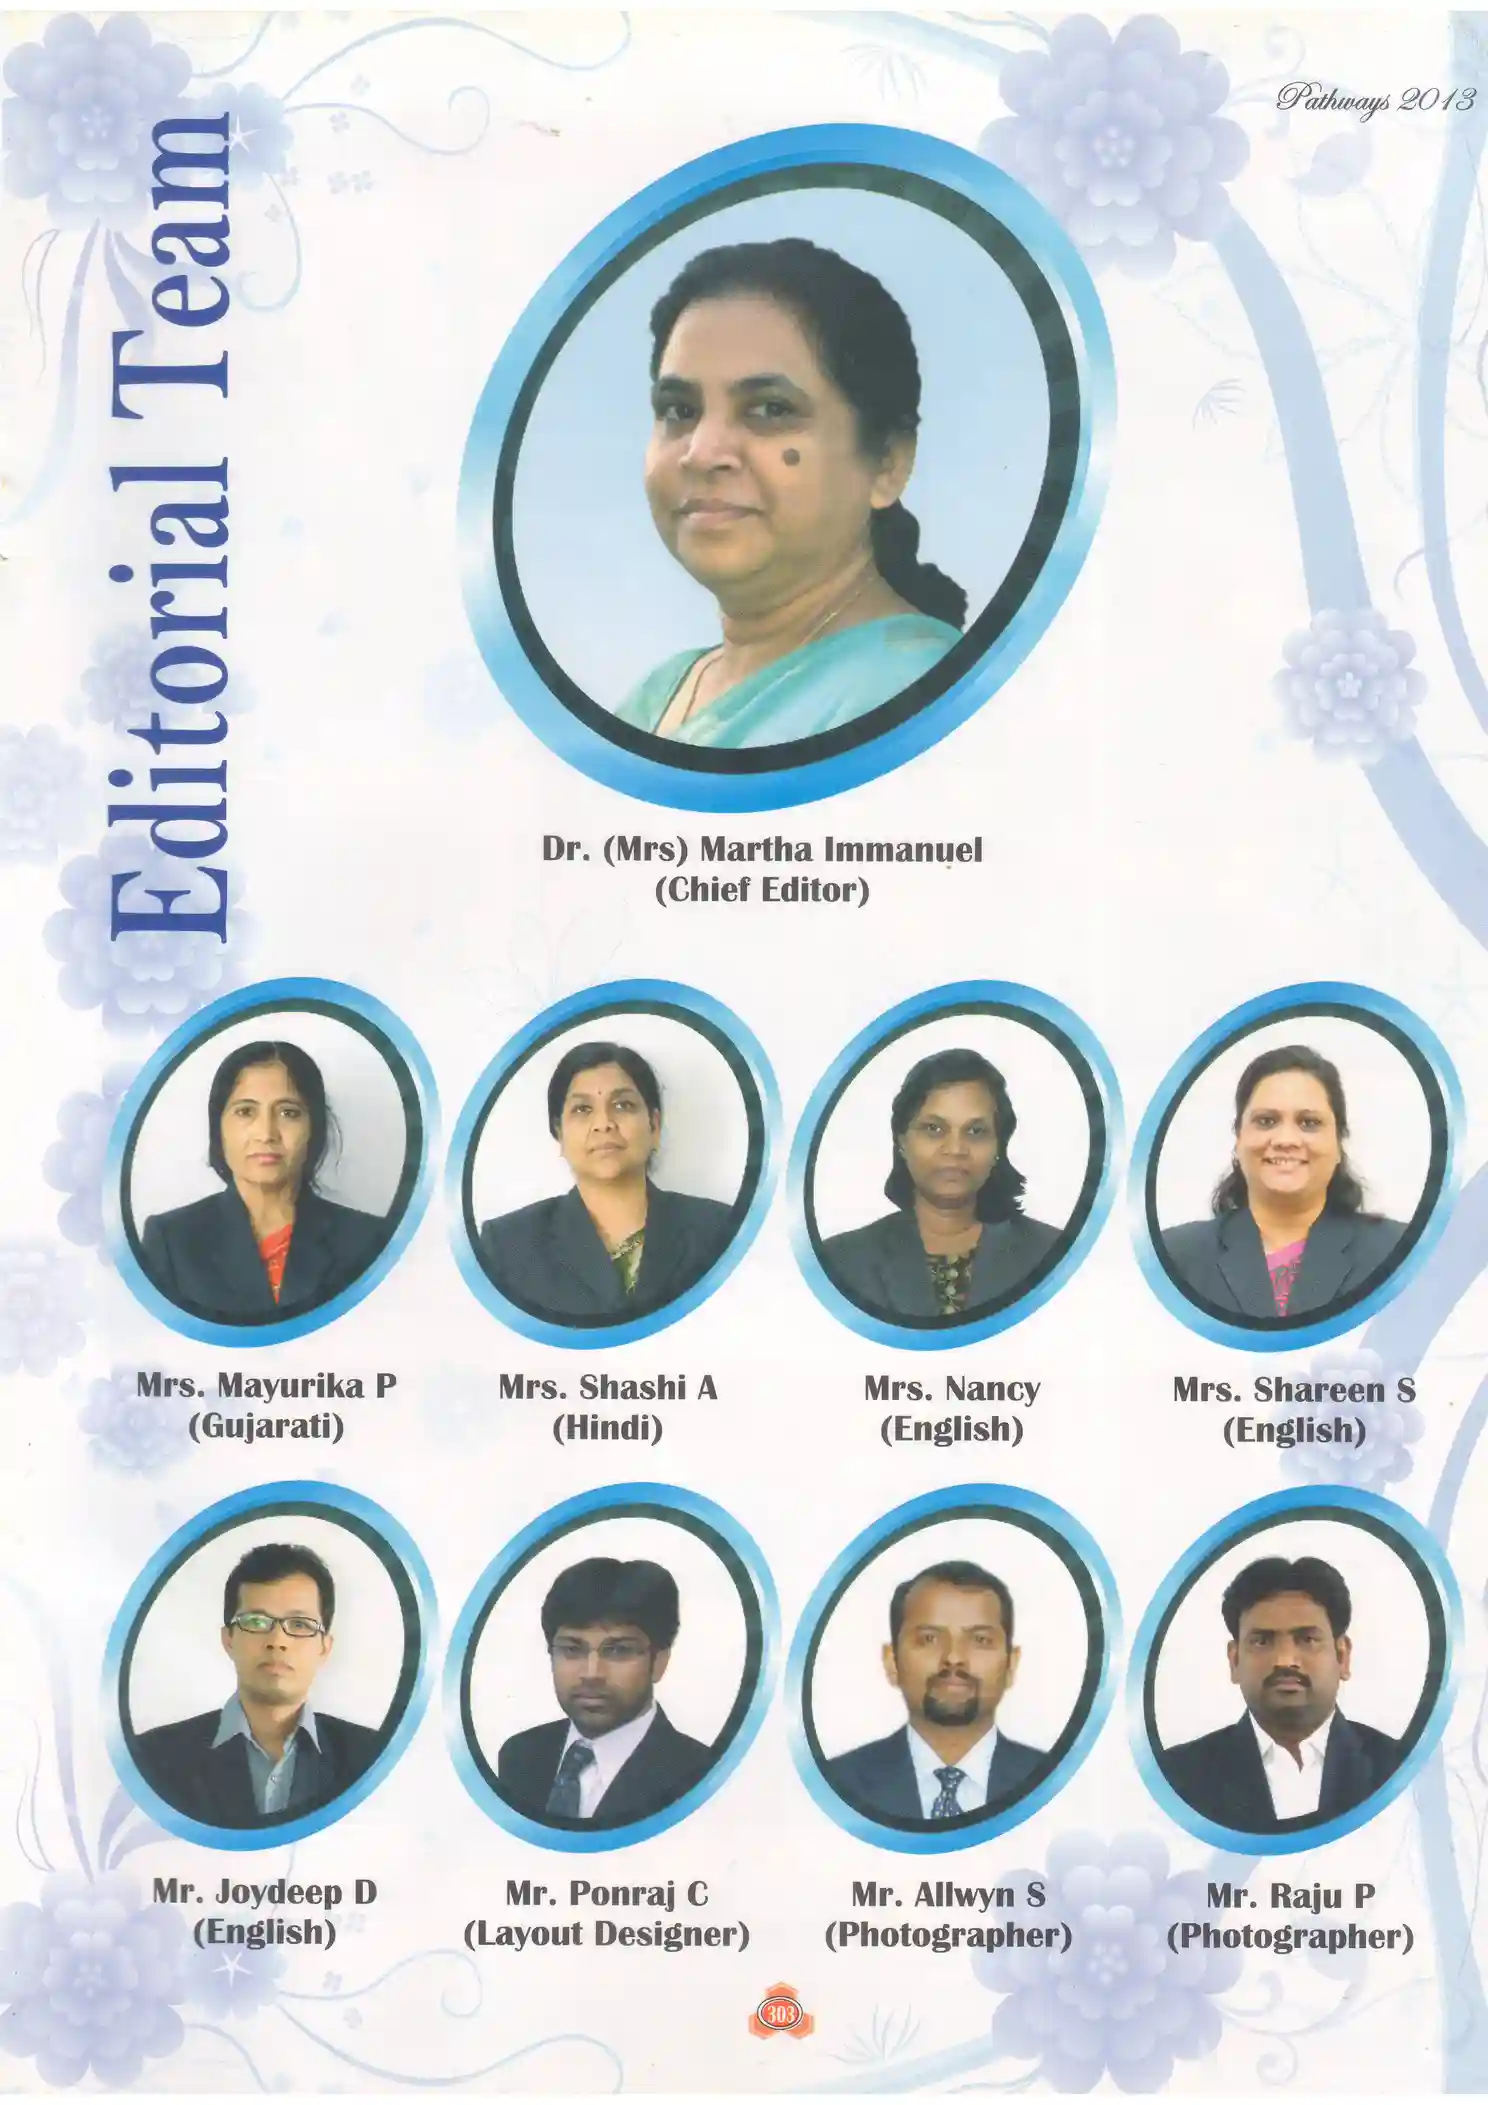 Pathways 2013
Editorial Team
Dr. (Mrs) Martha Immanuel
(Chief Editor)
Mrs. Mayurika P
(Gujarati)
Mrs. Shashi A
(Hindi)
Mrs. Nancy
(English)
Mrs. Shareen S
(English)
Mr. Joydeep D
(English)
Mr. Ponraj C
(Layout Designer)
Mr. Allwyn S
(Photographer)
Mr. Raju P
(Photographer)
303